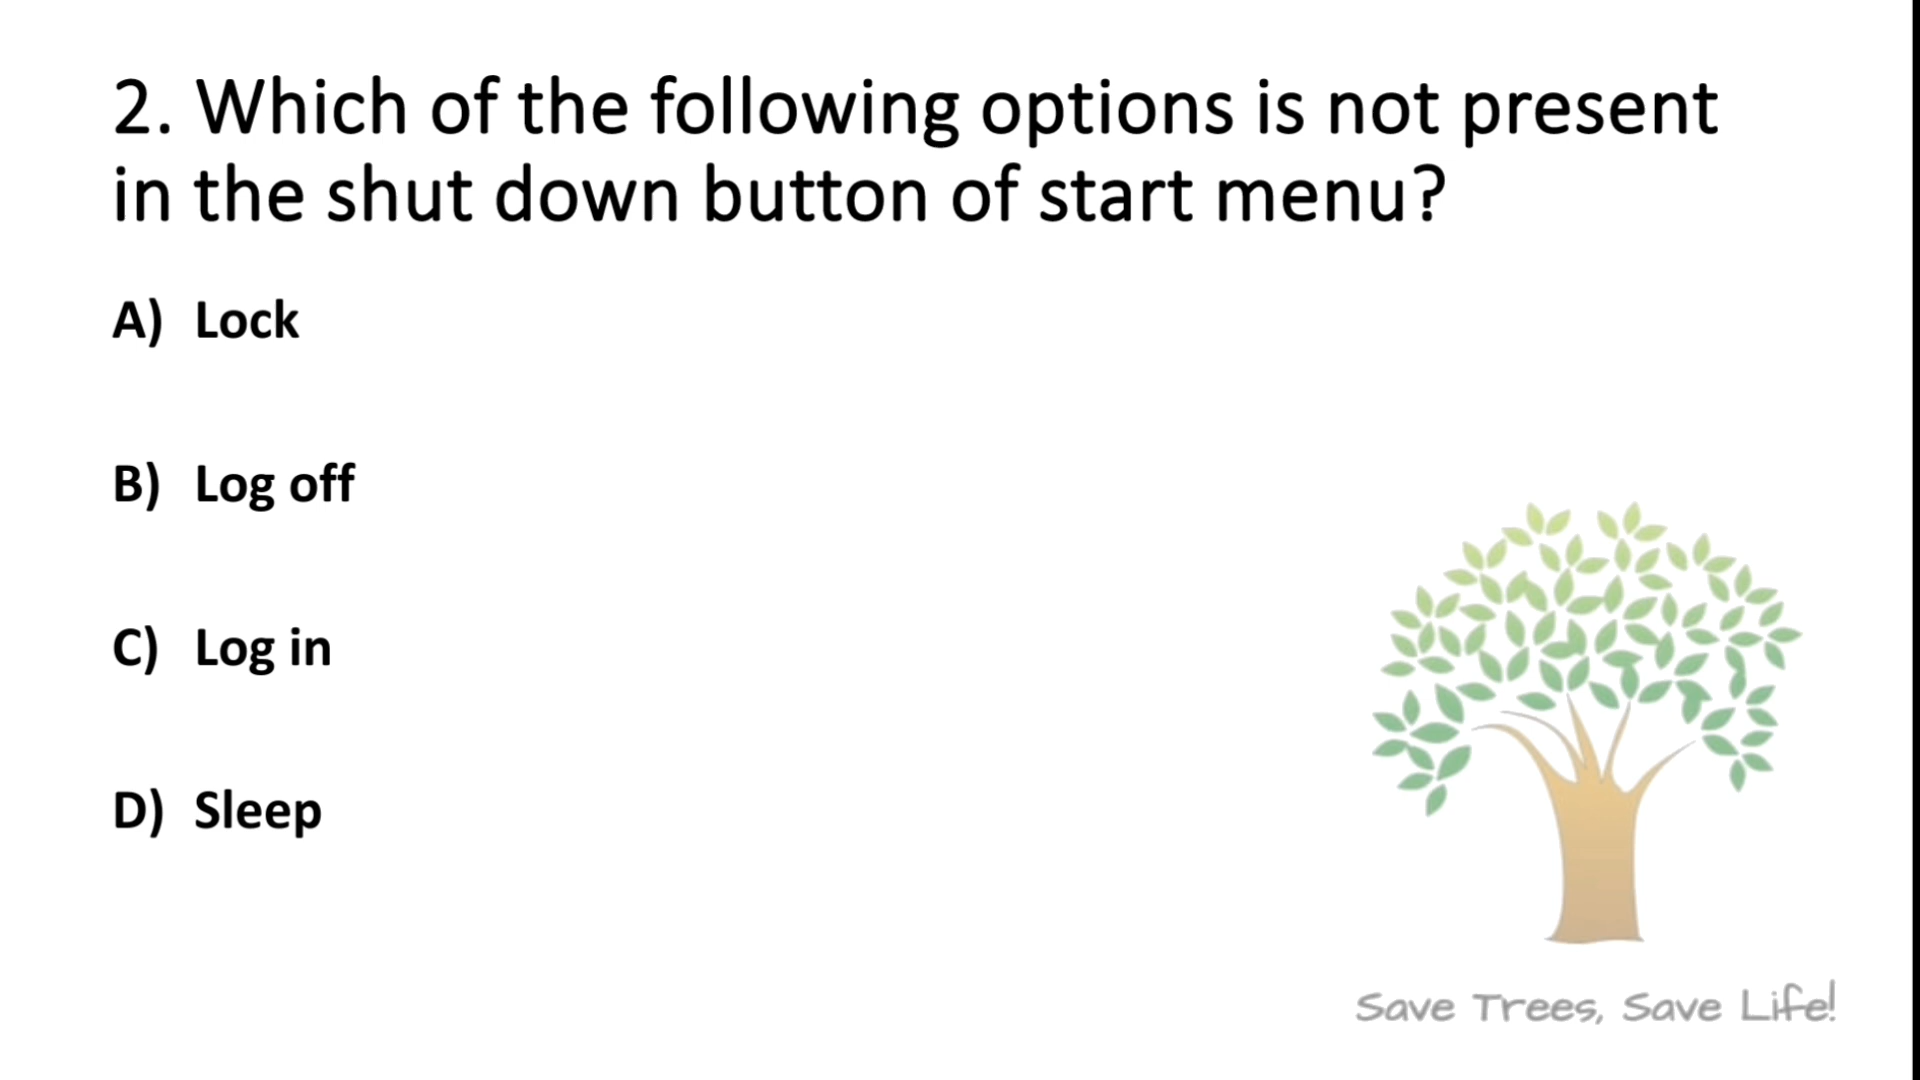 2. Which of the following options is not present
in the shut down button of start menu?
A) Lock
B) Log off
C) Log in
D) Sleep
Save Trees, Save Life!